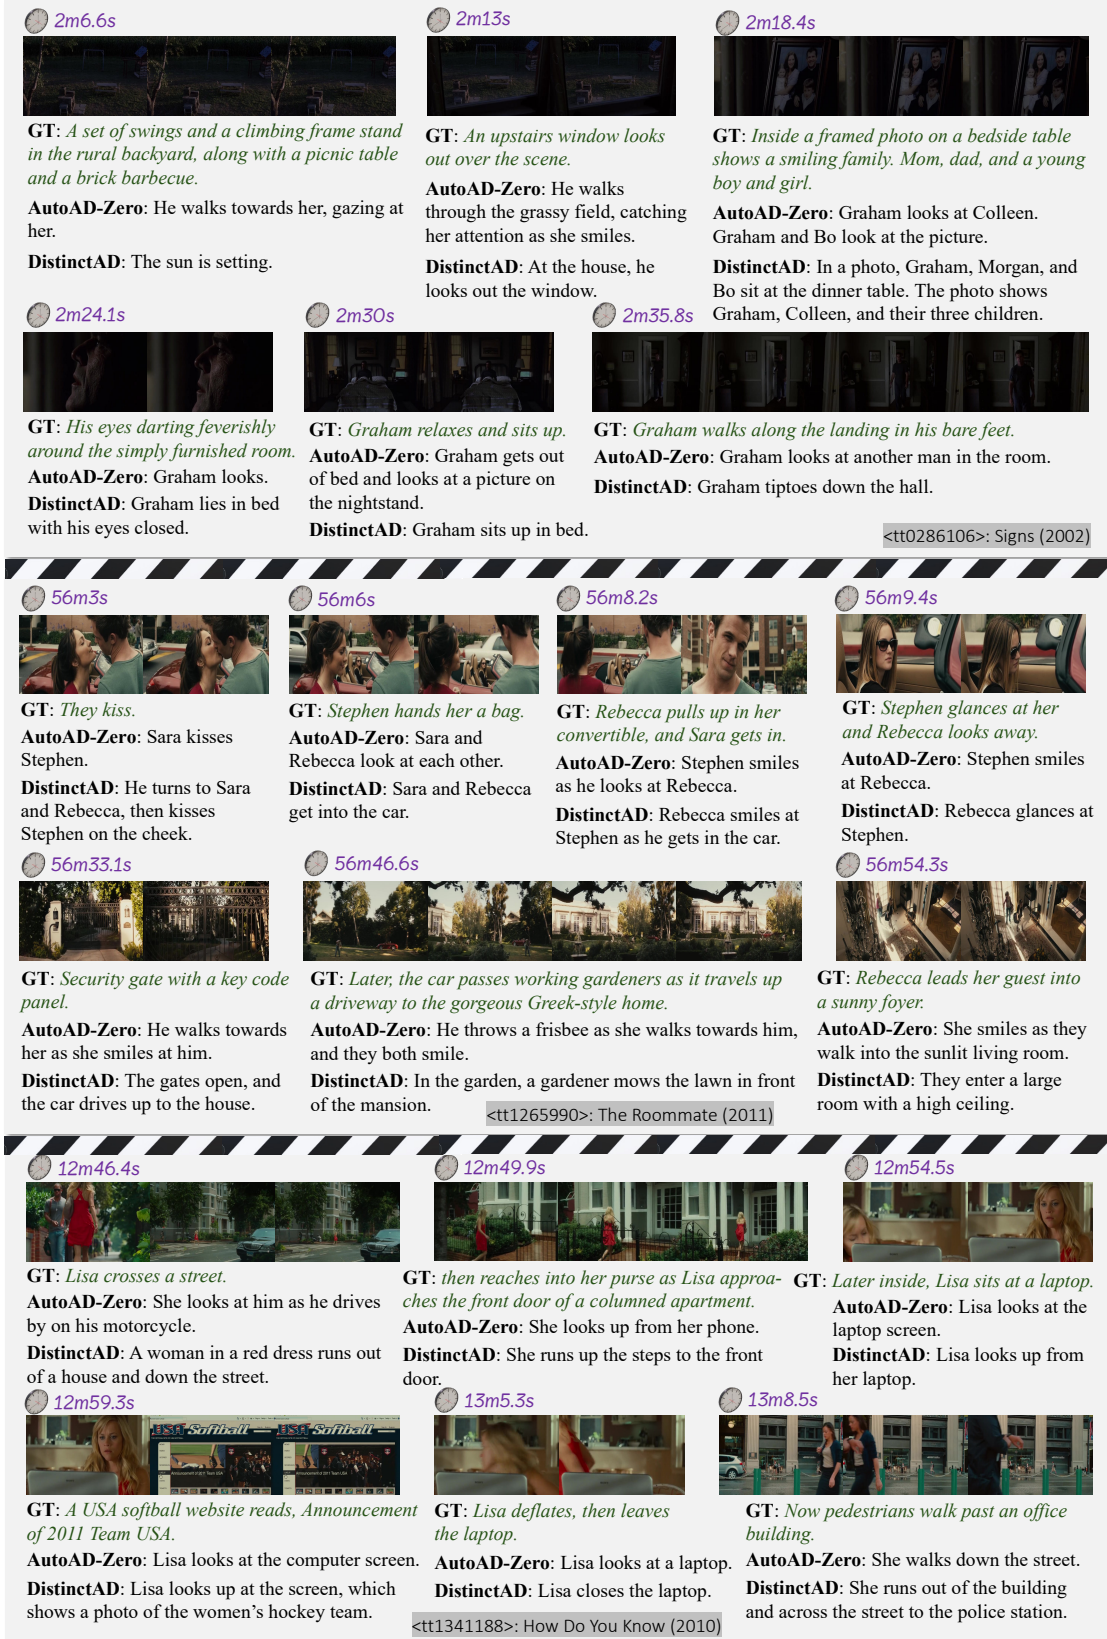 2m6.6s
GT: A set of swings and a climbing frame stand
in the rural backyard, along with a picnic table
and a brick barbecue.
AutoAD-Zero: He walks towards her, gazing at
her.
DistinctAD: The sun is setting.
2m13s
GT: An upstairs window looks
out over the scene.
AutoAD-Zero: He walks
through the grassy field, catching
her attention as she smiles.
DistinctAD: At the house, he
looks out the window.
2m18.4s
GT: Inside a framed photo on a bedside table
shows a smiling family. Mom, dad, and a young
boy and girl.
AutoAD-Zero: Graham looks at Colleen.
Graham and Bo look at the picture.
DistinctAD: In a photo, Graham, Morgan, and
Bo sit at the dinner table. The photo shows
Graham, Colleen, and their three children.
2m24.1s
GT: His eyes darting feverishly
around the simply furnished room.
AutoAD-Zero: Graham looks.
DistinctAD: Graham lies in bed
with his eyes closed.
2m30s
GT: Graham relaxes and sits up.
AutoAD-Zero: Graham gets out
of bed and looks at a picture on
the nightstand.
DistinctAD: Graham sits up in bed.
2m35.8s
GT: Graham walks along the landing in his bare feet.
AutoAD-Zero: Graham looks at another man in the room.
DistinctAD: Graham tiptoes down the hall.
<tt0286106>: Signs (2002)
56m3s
GT: They kiss.
AutoAD-Zero: Sara kisses
Stephen.
DistinctAD: He turns to Sara
and Rebecca, then kisses
Stephen on the cheek.
56m6s
GT: Stephen hands her a bag.
AutoAD-Zero: Sara and
Rebecca look at each other.
DistinctAD: Sara and Rebecca
get into the car.
56m8.2s
GT: Rebecca pulls up in her
convertible, and Sara gets in.
AutoAD-Zero: Stephen smiles
as he looks at Rebecca.
DistinctAD: Rebecca smiles at
Stephen as he gets in the car.
56m9.4s
GT: Stephen glances at her
and Rebecca looks away.
AutoAD-Zero: Stephen smiles
at Rebecca.
DistinctAD: Rebecca glances at
Stephen.
56m33.1s
GT: Security gate with a key code
panel.
AutoAD-Zero: He walks towards
her as she smiles at him.
DistinctAD: The gates open, and
the car drives up to the house.
56m46.6s
GT: Later, the car passes working gardeners as it travels up
a driveway to the gorgeous Greek-style home.
AutoAD-Zero: He throws a frisbee as she walks towards him,
and they both smile.
DistinctAD: In the garden, a gardener mows the lawn in front
of the mansion.
56m54.3s
GT: Rebecca leads her guest into
a sunny foyer.
AutoAD-Zero: She smiles as they
walk into the sunlit living room.
DistinctAD: They enter a large
room with a high ceiling.
<tt1265990>: The Roommate (2011)
12m46.4s
GT: Lisa crosses a street.
AutoAD-Zero: She looks at him as he drives
by on his motorcycle.
DistinctAD: A woman in a red dress runs out
of a house and down the street.
12m49.9s
GT: then reaches into her purse as Lisa approa-
ches the front door of a columned apartment.
AutoAD-Zero: She looks up from her phone.
DistinctAD: She runs up the steps to the front
door.
12m54.5s
GT: Later inside, Lisa sits at a laptop.
AutoAD-Zero: Lisa looks at the
laptop screen.
DistinctAD: Lisa looks up from
her laptop.
12m59.3s
USA Softball USA Softball
Announcement of 2011 Team USA Announcement of 2011 Team USA
GT: A USA softball website reads, Announcement
of 2011 Team USA.
AutoAD-Zero: Lisa looks at the computer screen.
DistinctAD: Lisa looks up at the screen, which
shows a photo of the women's hockey team.
13m5.3s
GT: Lisa deflates, then leaves
the laptop.
AutoAD-Zero: Lisa looks at a laptop.
DistinctAD: Lisa closes the laptop.
13m8.5s
GT: Now pedestrians walk past an office
building.
AutoAD-Zero: She walks down the street.
DistinctAD: She runs out of the building
and across the street to the police station.
<tt1341188>: How Do You Know (2010)